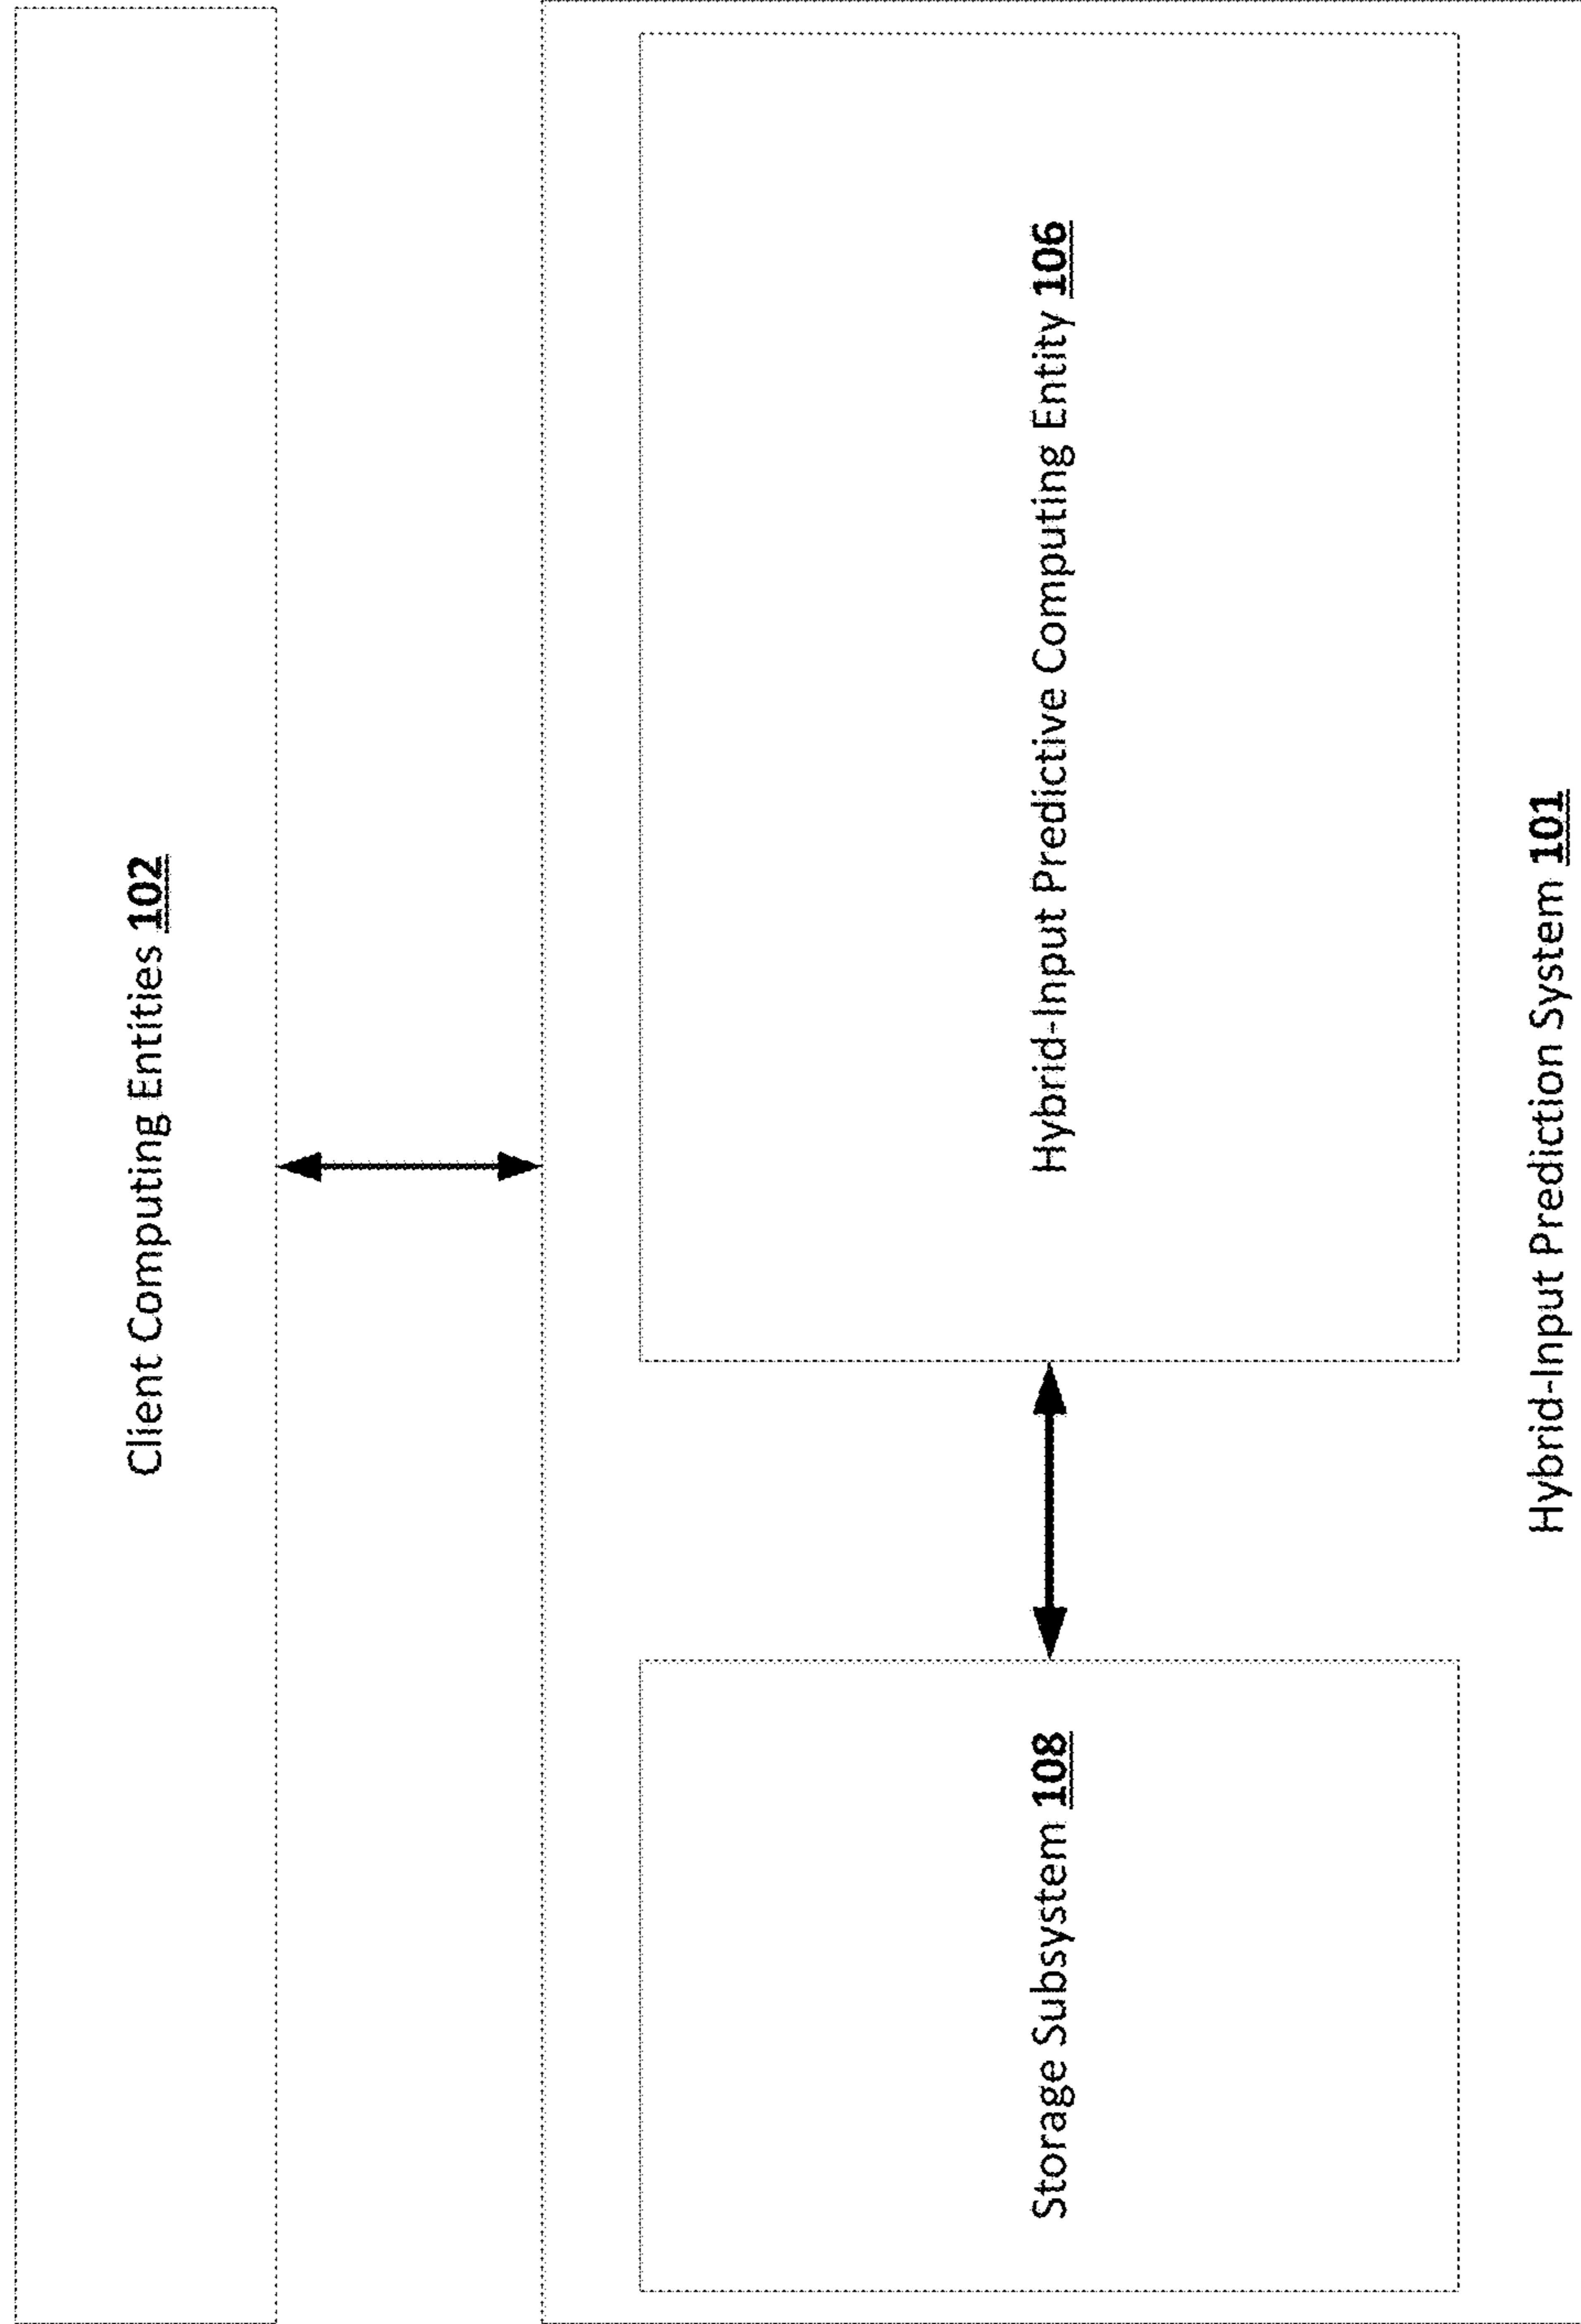 Client Computing Entities 102
Storage Subsystem 108
Hybrid-Input Predictive Computing Entity 106
Hybrid-Input Prediction System 101